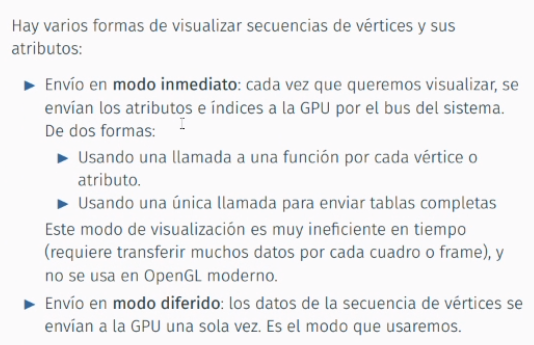 Hay varios formas de visualizar secuencias de vértices y sus
atributos:
▶ Envío en modo inmediato: cada vez que queremos visualizar, se
envían los atributos e índices a la GPU por el bus del sistema.
De dos formas:
▶ Usando una llamada a una función por cada vértice o
atributo.
▶ Usando una única llamada para enviar tablas completas
Este modo de visualización es muy ineficiente en tiempo
(requiere transferir muchos datos por cada cuadro o frame), y
no se usa en OpenGL moderno.
▶ Envío en modo diferido: los datos de la secuencia de vértices se
envían a la GPU una sola vez. Es el modo que usaremos.